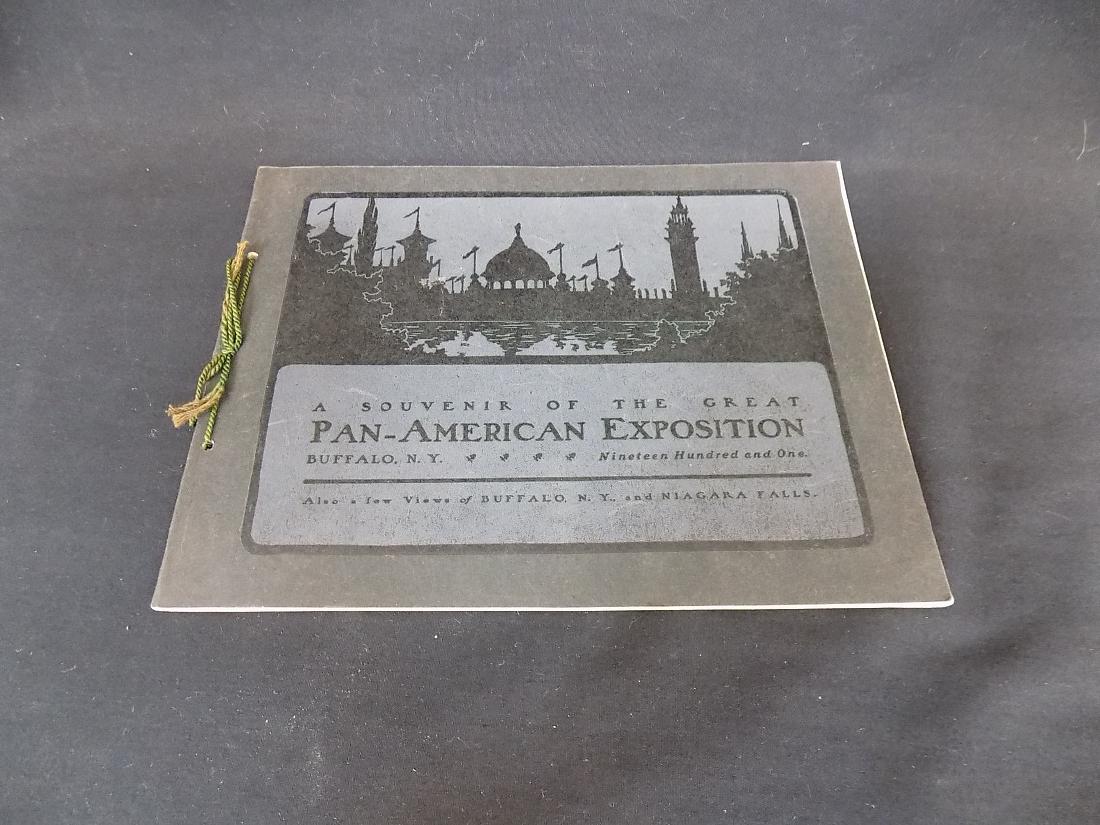 A SOUVENIR OF THE GREAT
PAN-AMERICAN EXPOSITION
BUFFALO, N. Y. Nineteen Hundred and One.
Also a few Views of BUFFALO, N. Y., and NIAGARA FALLS.